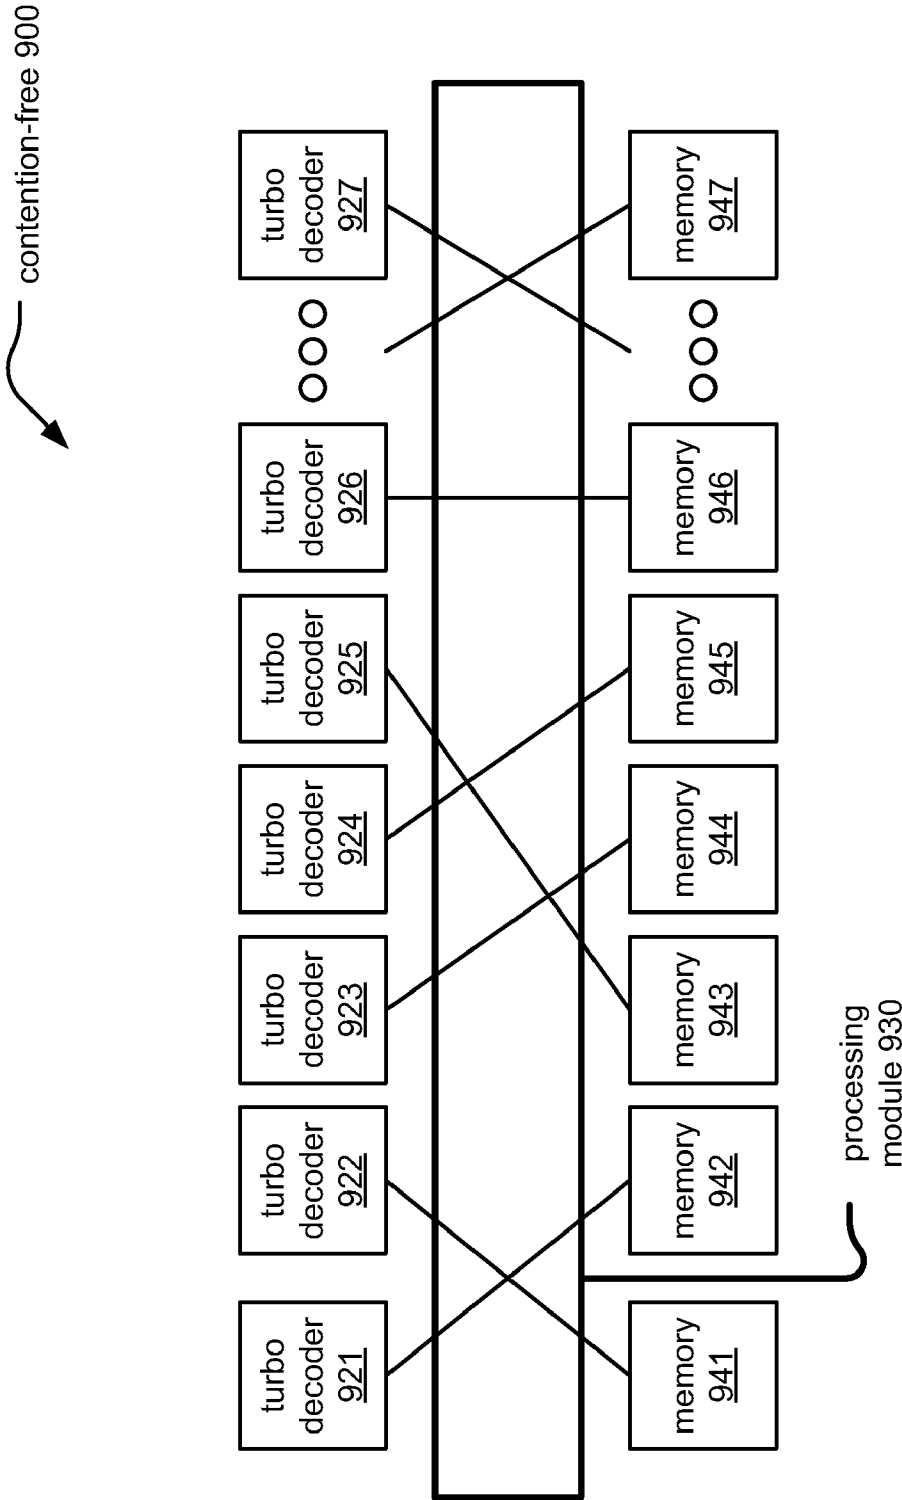 contention-free 900
turbo
decoder
921
turbo
decoder
922
turbo
decoder
923
turbo
decoder
924
turbo
decoder
925
turbo
decoder
926
turbo
decoder
927
memory
941
memory
942
memory
943
memory
944
memory
945
memory
946
memory
947
processing
module 930